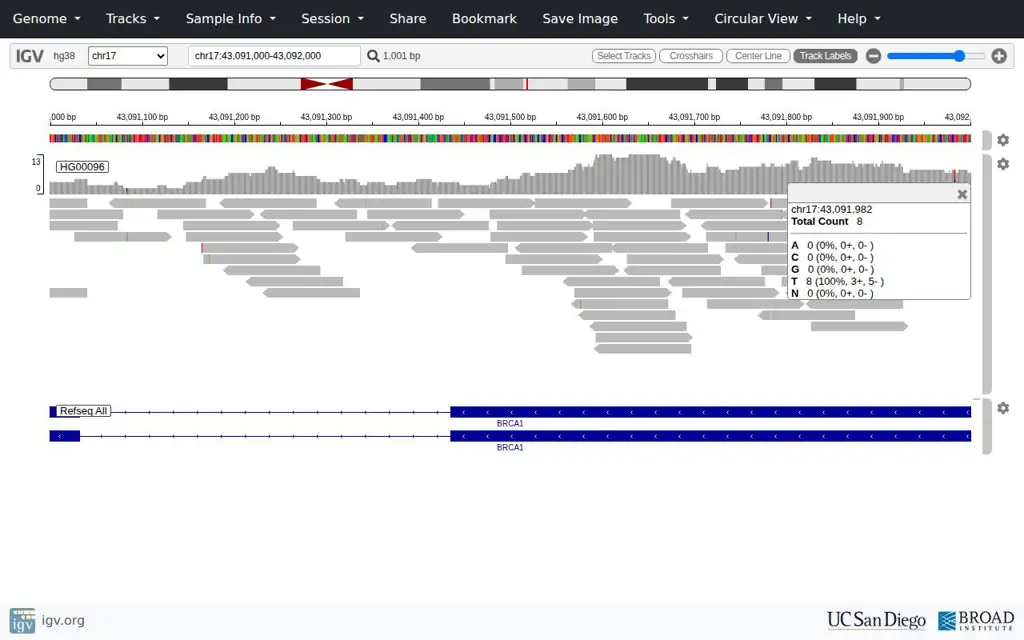 Genome Tracks Sample Info Session Share Bookmark Save Image Tools Circular View Help
IGV hg38 chr17 chr17:43,091,000-43,092,000 1,001 bp Select Tracks Crosshairs Center Line Track Labels
,000 bp 43,091,100 bp 43,091,200 bp 43,091,300 bp 43,091,400 bp 43,091,500 bp 43,091,600 bp 43,091,700 bp 43,091,800 bp 43,091,900 bp 43,092
13
HG00096
0
chr17:43,091,982
Total Count 8
A 0 (0%, 0+, 0- )
C 0 (0%, 0+, 0- )
G 0 (0%, 0+, 0- )
T 8 (100%, 3+, 5- )
N 0 (0%, 0+, 0- )
Refseq All
BRCA1
BRCA1
igv igv.org UC San Diego BROAD
INSTITUTE